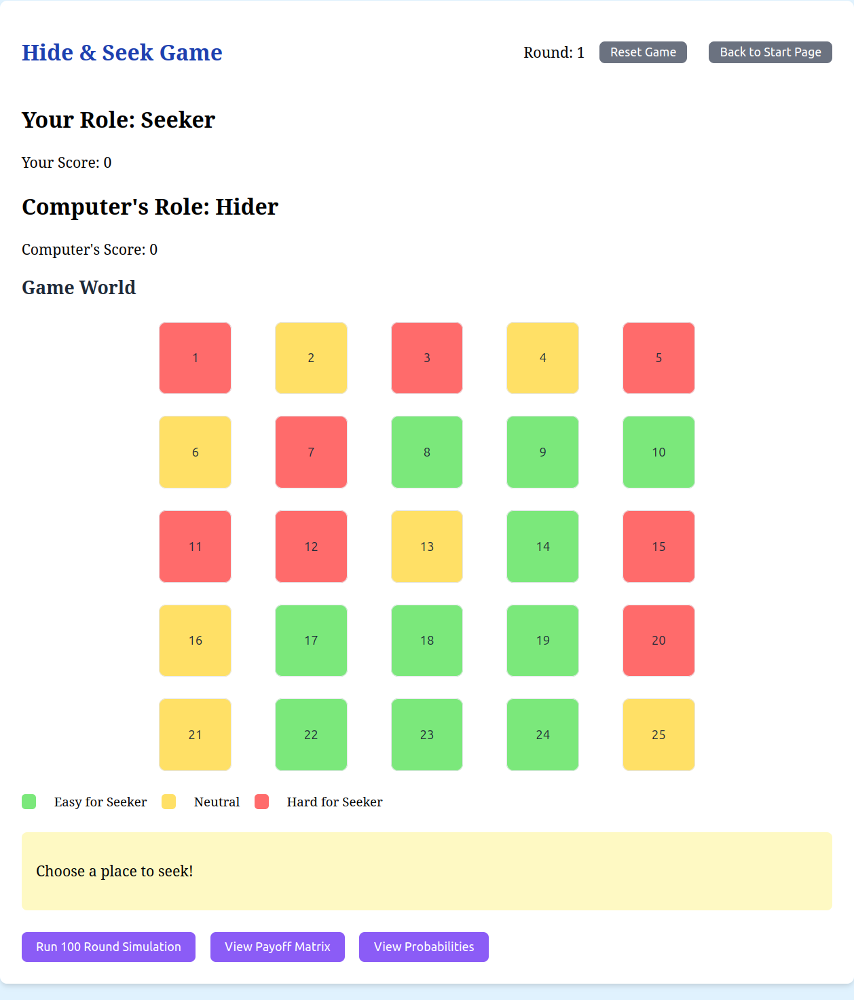 Hide & Seek Game
Round: 1 Reset Game Back to Start Page
Your Role: Seeker
Your Score: 0
Computer's Role: Hider
Computer's Score: 0
Game World
1 2 3 4 5
6 7 8 9 10
11 12 13 14 15
16 17 18 19 20
21 22 23 24 25
Easy for Seeker Neutral Hard for Seeker
Choose a place to seek!
Run 100 Round Simulation View Payoff Matrix View Probabilities